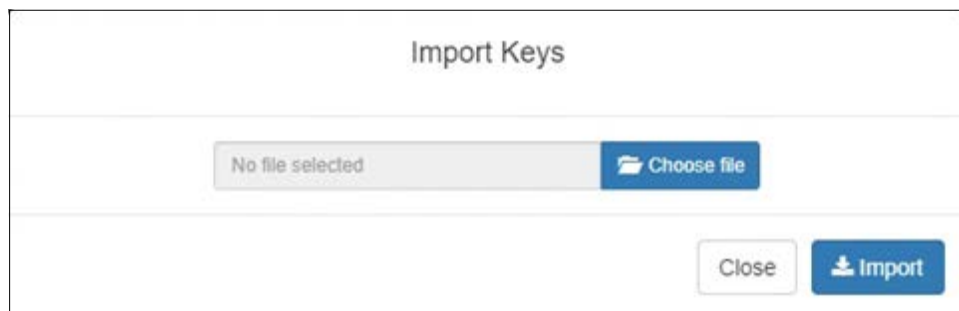 Import Keys
No file selected
Choose file
Close
Import